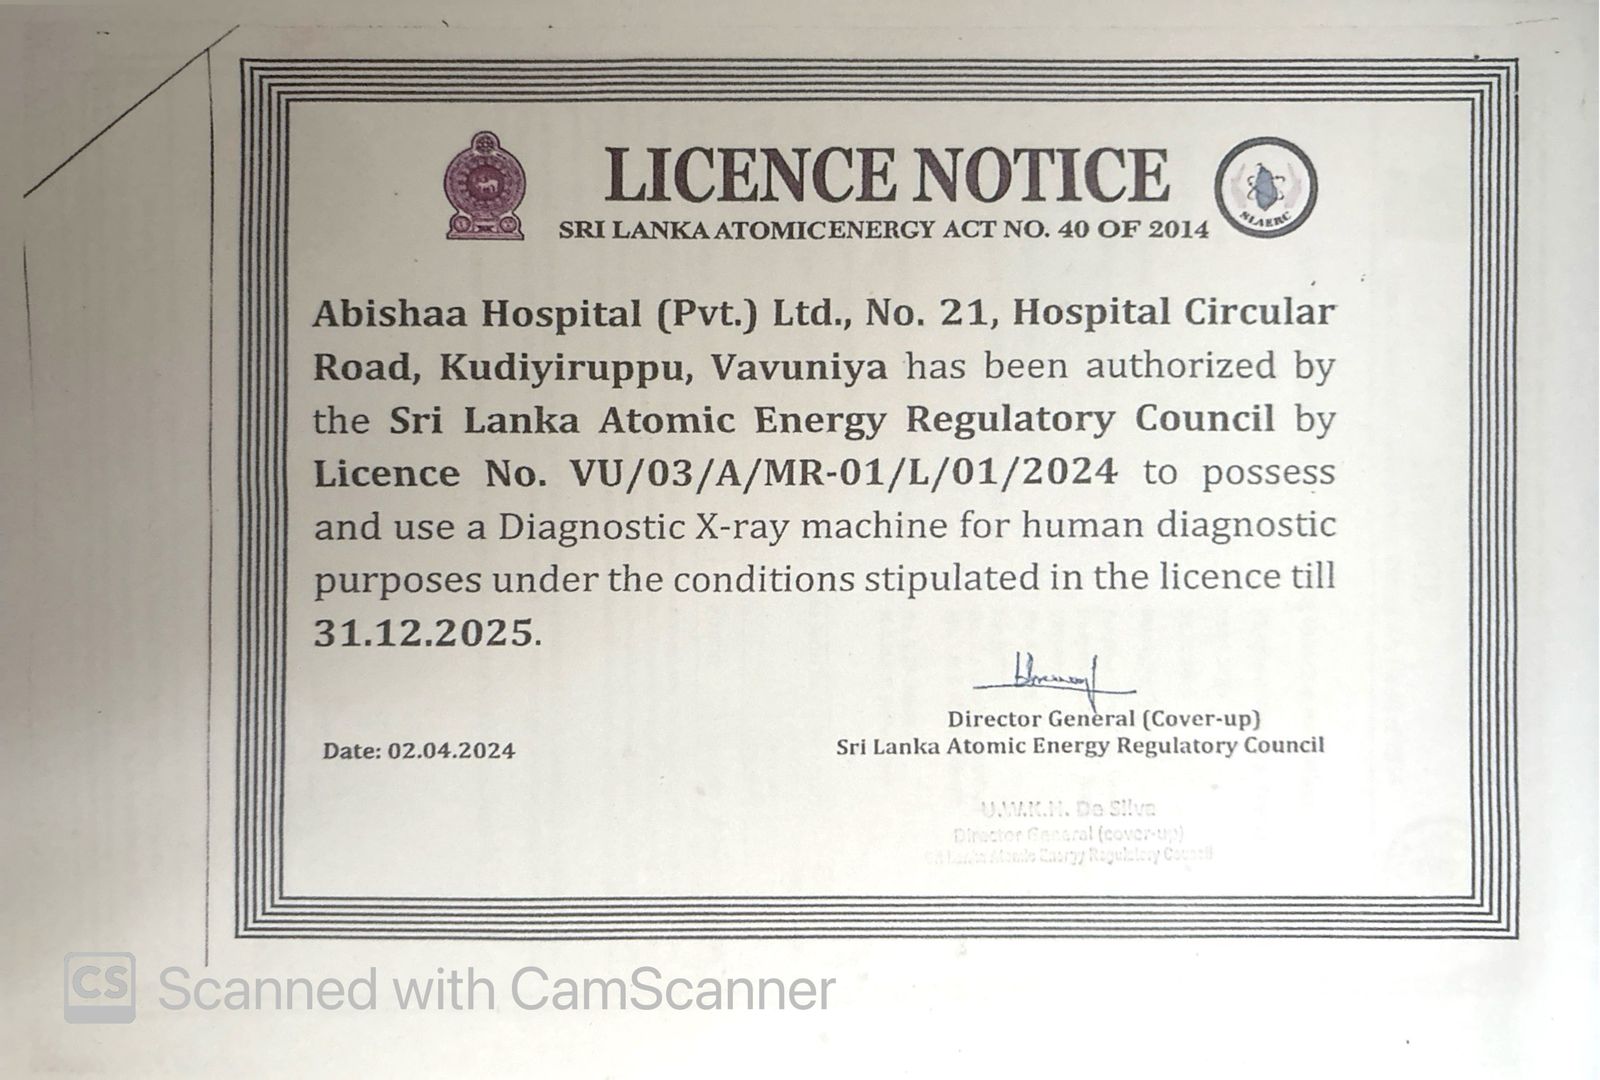 LICENCE NOTICE
SRI LANKA ATOMIC ENERGY ACT NO. 40 OF 2014
SLAERC
Abishaa Hospital (Pvt.) Ltd., No. 21, Hospital Circular
Road, Kudiyiruppu, Vavuniya has been authorized by
the Sri Lanka Atomic Energy Regulatory Council by
Licence No. VU/03/A/MR-01/L/01/2024 to possess
and use a Diagnostic X-ray machine for human diagnostic
purposes under the conditions stipulated in the licence till
31.12.2025.
Director General (Cover-up)
Sri Lanka Atomic Energy Regulatory Council
Date: 02.04.2024
U.W.K.H. De Silva
Director General (cover-up)
Sri Lanka Atomic Energy Regulatory Council
CS Scanned with CamScanner